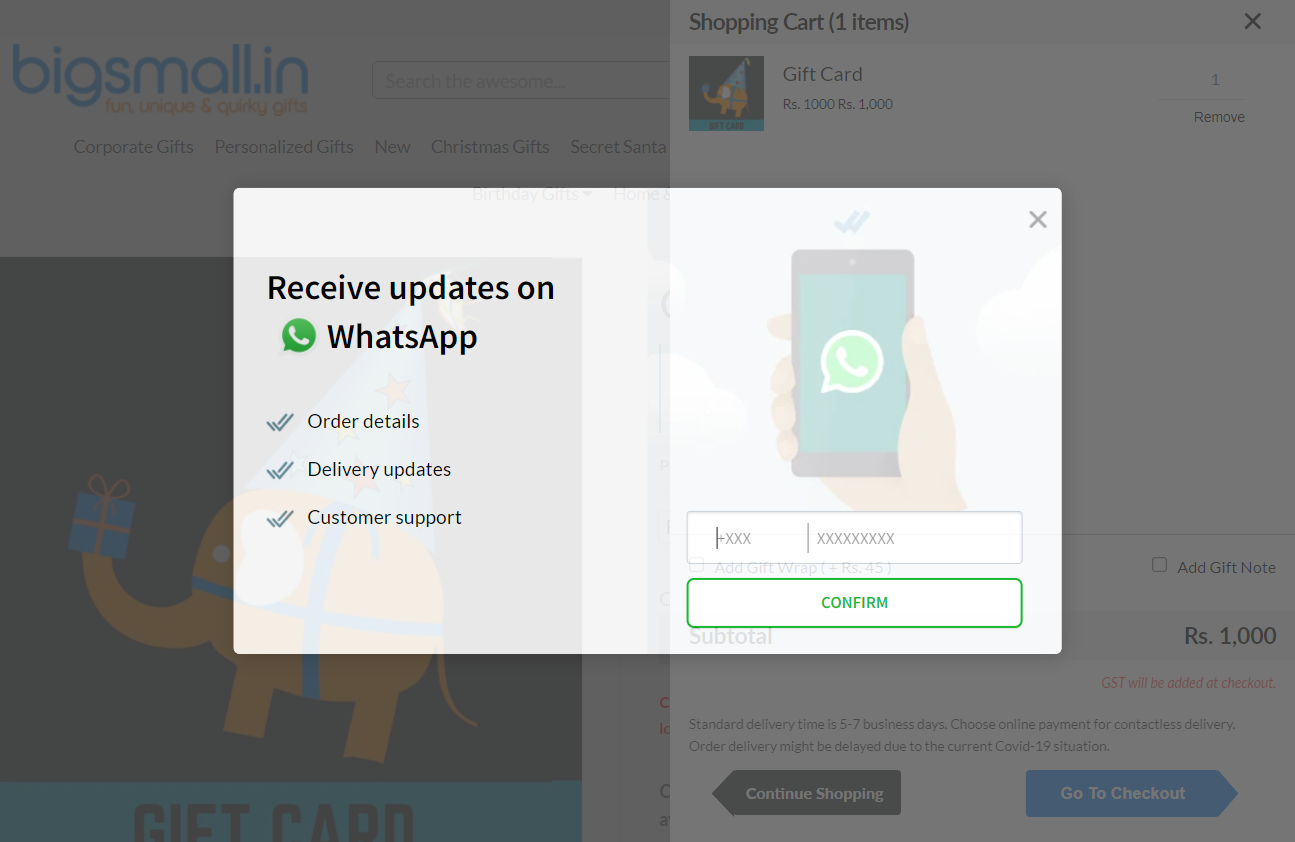 Shopping Cart (1 items)
bigsmall.in
fun, unique & quirky gifts
Search the awesome...
Gift Card
1
Rs. 1000 Rs. 1,000
Remove
GIFT CARD
Corporate Gifts Personalized Gifts New Christmas Gifts Secret Santa
Birthday Gifts Home &
Receive updates on
WhatsApp
Order details
Delivery updates
Customer support
+XXX XXXXXXXXX
Add Gift Wrap ( + Rs. 45 ) Add Gift Note
CONFIRM
Subtotal Rs. 1,000
GST will be added at checkout.
Standard delivery time is 5-7 business days. Choose online payment for contactless delivery.
Order delivery might be delayed due to the current Covid-19 situation.
Continue Shopping Go To Checkout
GIFT CARD